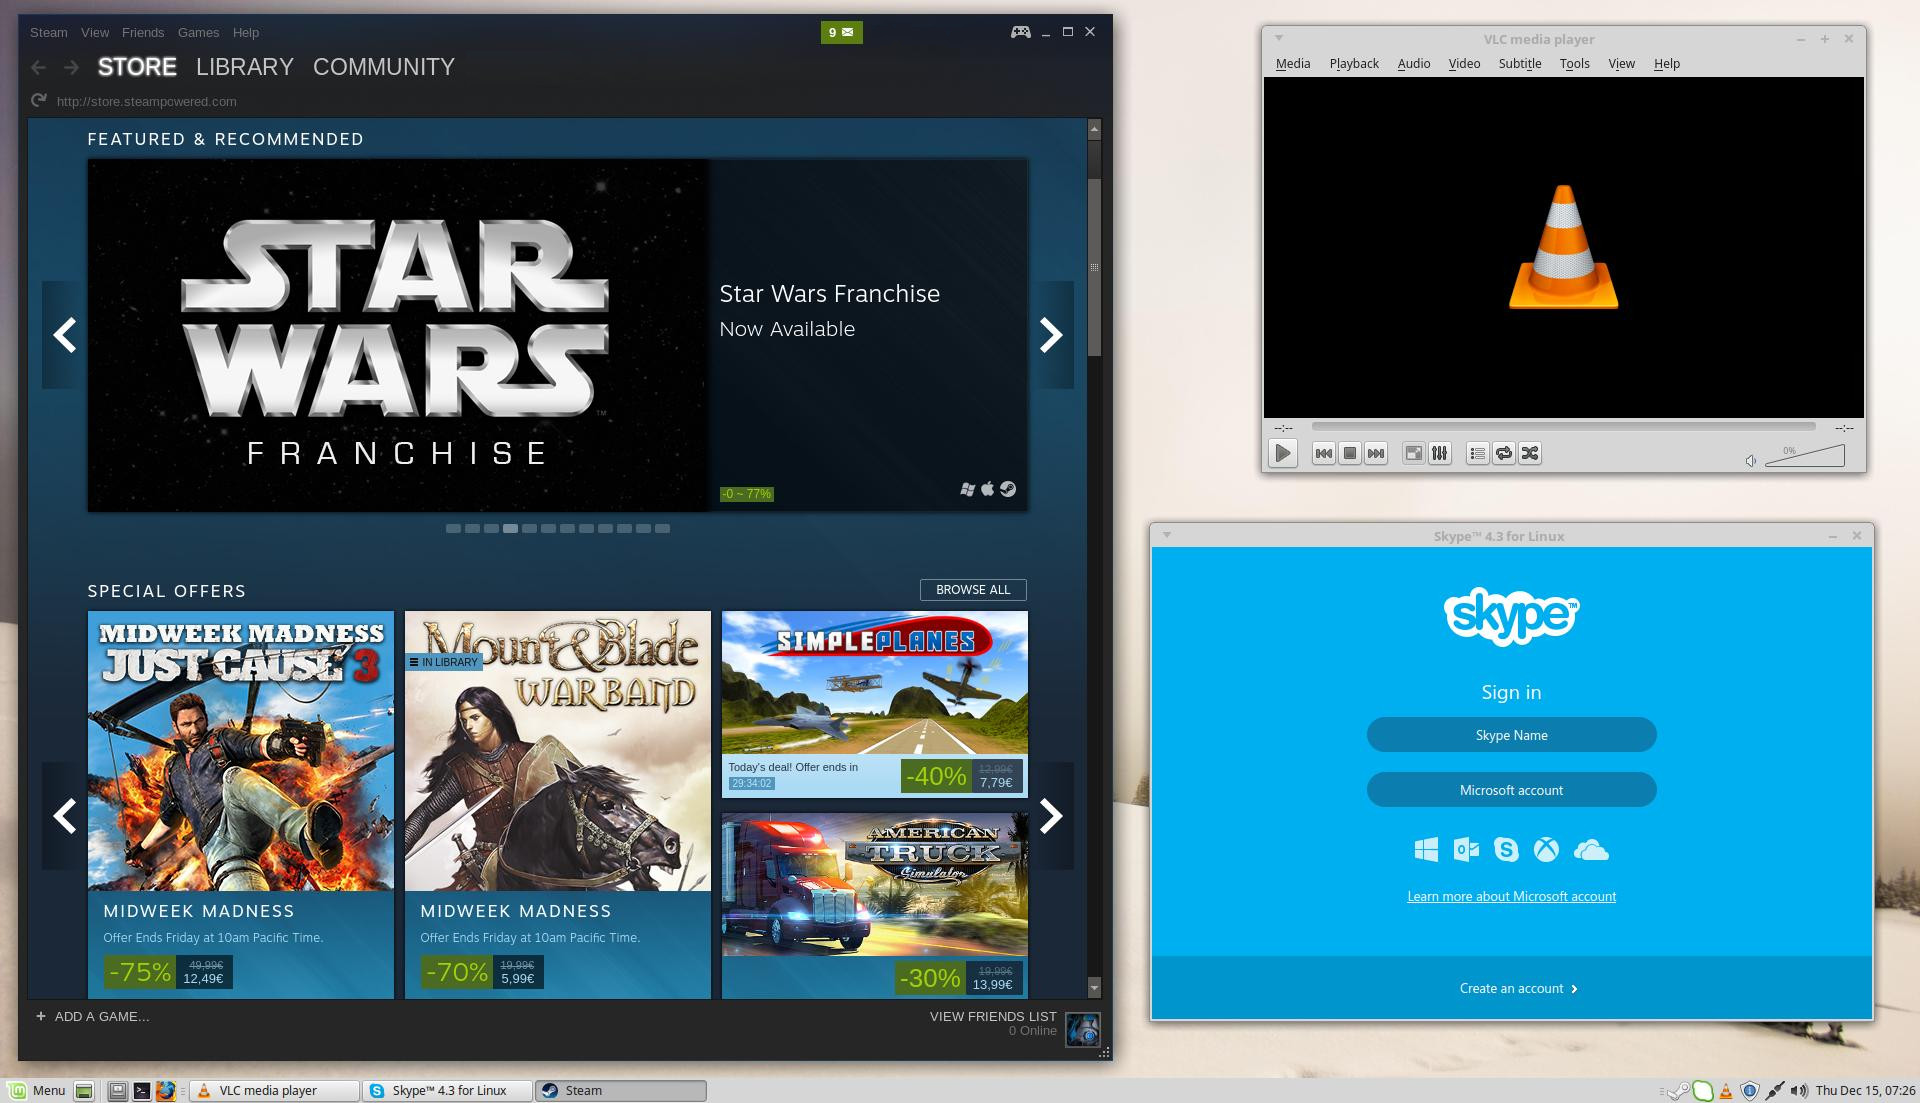 Steam View Friends Games Help
9
STORE LIBRARY COMMUNITY
http://store.steampowered.com
FEATURED & RECOMMENDED
STAR
WARS
™
FRANCHISE
Star Wars Franchise
Now Available
-0 ~ 77%
SPECIAL OFFERS
BROWSE ALL
MIDWEEK MADNESS
JUST CAUSE 3
MIDWEEK MADNESS
Offer Ends Friday at 10am Pacific Time.
-75%
49,99€
12,49€
Mount & Blade
IN LIBRARY
WARBAND
MIDWEEK MADNESS
Offer Ends Friday at 10am Pacific Time.
-70%
19,99€
5,99€
SIMPLEPLANES
Today's deal! Offer ends in
29:34:02
-40%
12,99€
7,79€
AMERICAN
TRUCK
Simulator
-30%
19,99€
13,99€
+ ADD A GAME...
VIEW FRIENDS LIST
0 Online
VLC media player
Media Playback Audio Video Subtitle Tools View Help
--:-- --:--
0%
Skype™ 4.3 for Linux
skype™
Sign in
Skype Name
Microsoft account
Learn more about Microsoft account
Create an account
Menu
VLC media player
Skype™ 4.3 for Linux
Steam
Thu Dec 15, 07:26